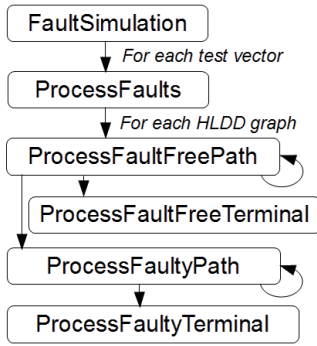 FaultSimulation
For each test vector
ProcessFaults
For each HLDD graph
ProcessFaultFreePath
ProcessFaultFreeTerminal
ProcessFaultyPath
ProcessFaultyTerminal